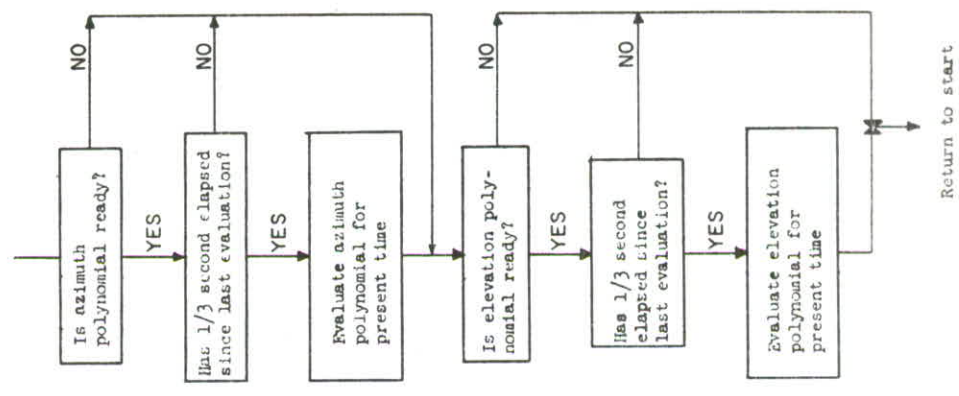 Is azimuth
polynomial ready?
NO
YES
Has 1/3 second elapsed
since last evaluation?
NO
YES
Evaluate azimuth
polynomial for
present time
Is elevation poly-
nomial ready?
NO
YES
Has 1/3 second
elapsed since
last evaluation?
NO
YES
Evaluate elevation
polynomial for
present time
Return to start